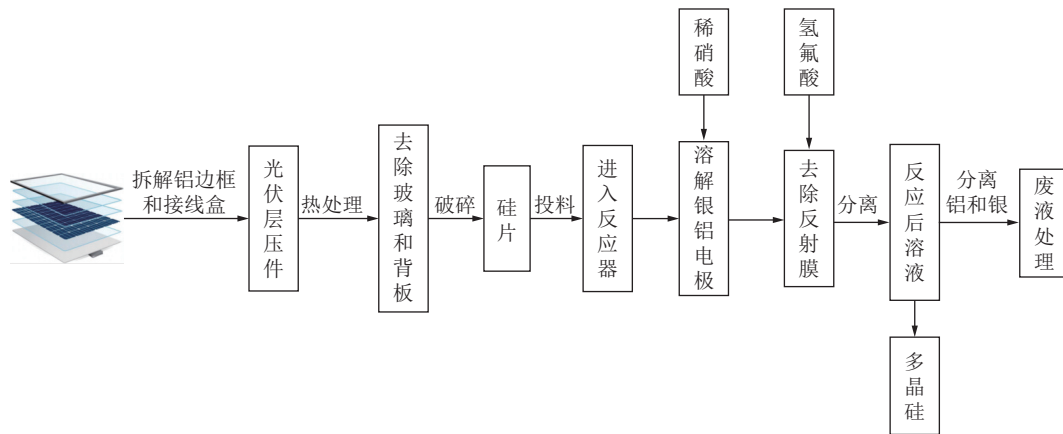 拆解铝边框
和接线盒
光伏层压件
热处理
去除玻璃和背板
破碎
硅片
投料
进入反应器
稀硝酸
溶解银铝电极
氢氟酸
去除反射膜
分离
反应后溶液
多晶硅
分离
铝和银
废液处理